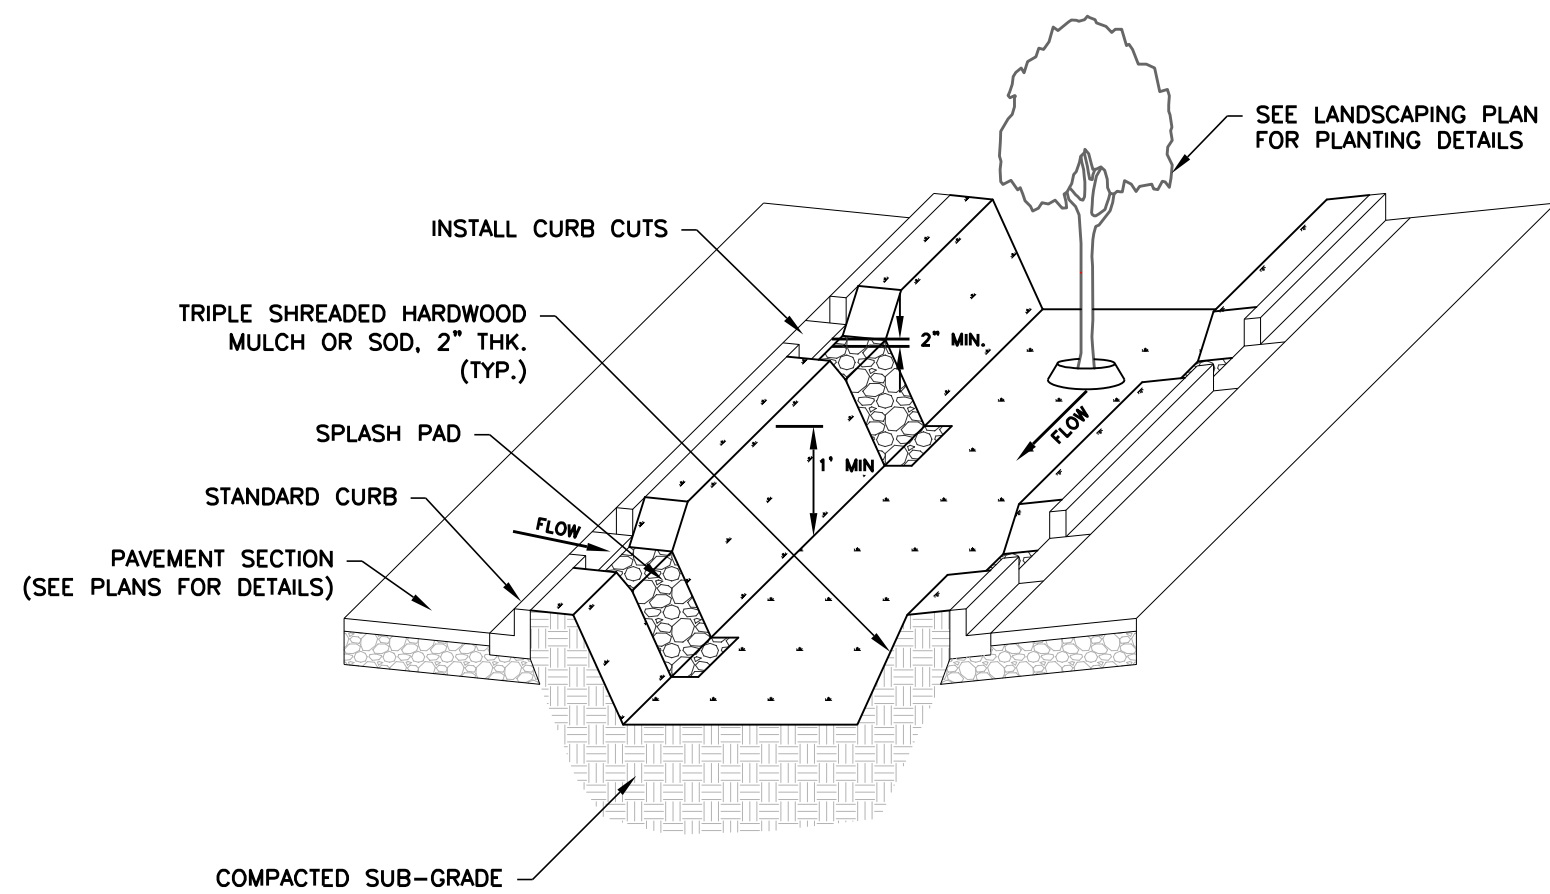 SEE LANDSCAPING PLAN
FOR PLANTING DETAILS
INSTALL CURB CUTS
TRIPLE SHREADED HARDWOOD
MULCH OR SOD, 2" THK.
(TYP.)
2" MIN.
FLOW
SPLASH PAD
1' MIN
STANDARD CURB
FLOW
PAVEMENT SECTION
(SEE PLANS FOR DETAILS)
COMPACTED SUB-GRADE